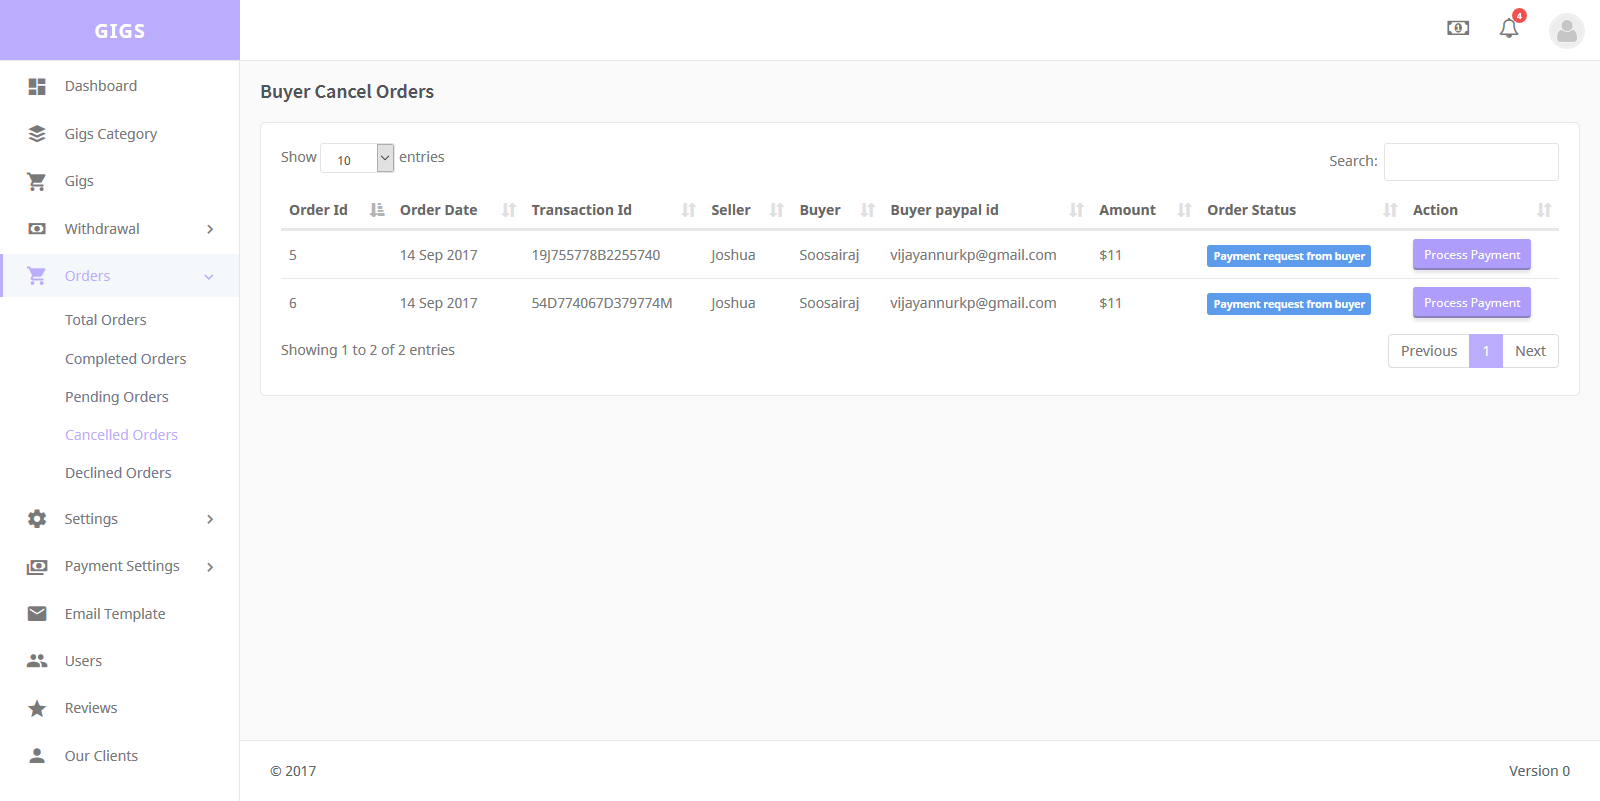 GIGS
4
Dashboard
Gigs Category
Gigs
Withdrawal
Orders
Total Orders
Completed Orders
Pending Orders
Cancelled Orders
Declined Orders
Settings
Payment Settings
Email Template
Users
Reviews
Our Clients
Buyer Cancel Orders
Show 10 entries
Search:
Order Id Order Date Transaction Id Seller Buyer Buyer paypal id Amount Order Status Action
5 14 Sep 2017 19J755778B2255740 Joshua Soosairaj vijayannurkp@gmail.com $11 Payment request from buyer Process Payment
6 14 Sep 2017 54D774067D379774M Joshua Soosairaj vijayannurkp@gmail.com $11 Payment request from buyer Process Payment
Showing 1 to 2 of 2 entries
Previous 1 Next
© 2017
Version 0